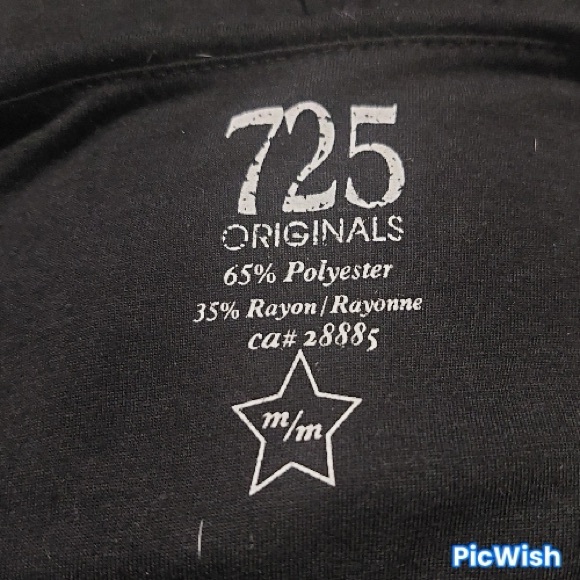 725
ORIGINALS
65% Polyester
35% Rayon/Rayonne
ca# 28885
m/m
PicWish